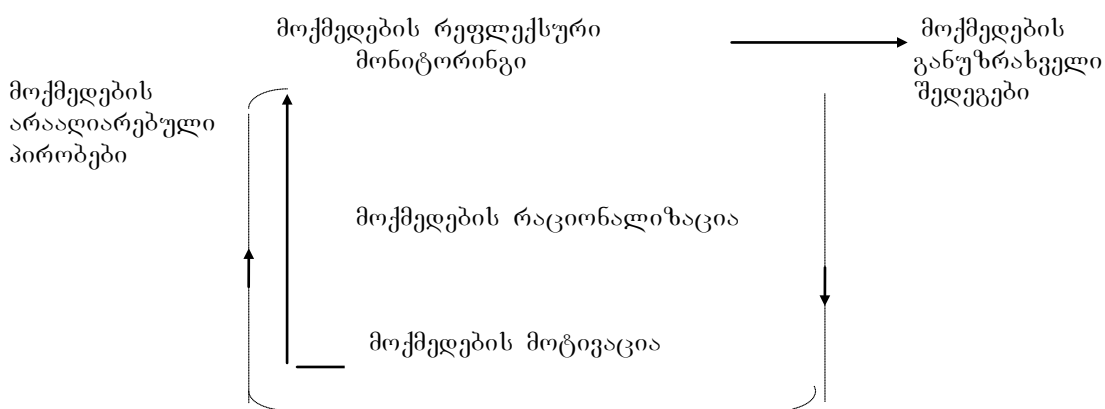 მოქმედების რეფლექსური
მონიტორინგი
მოქმედების
განუზრახველი
შედეგები
მოქმედების
არააღიარებული
პირობები
მოქმედების რაციონალიზაცია
მოქმედების მოტივაცია